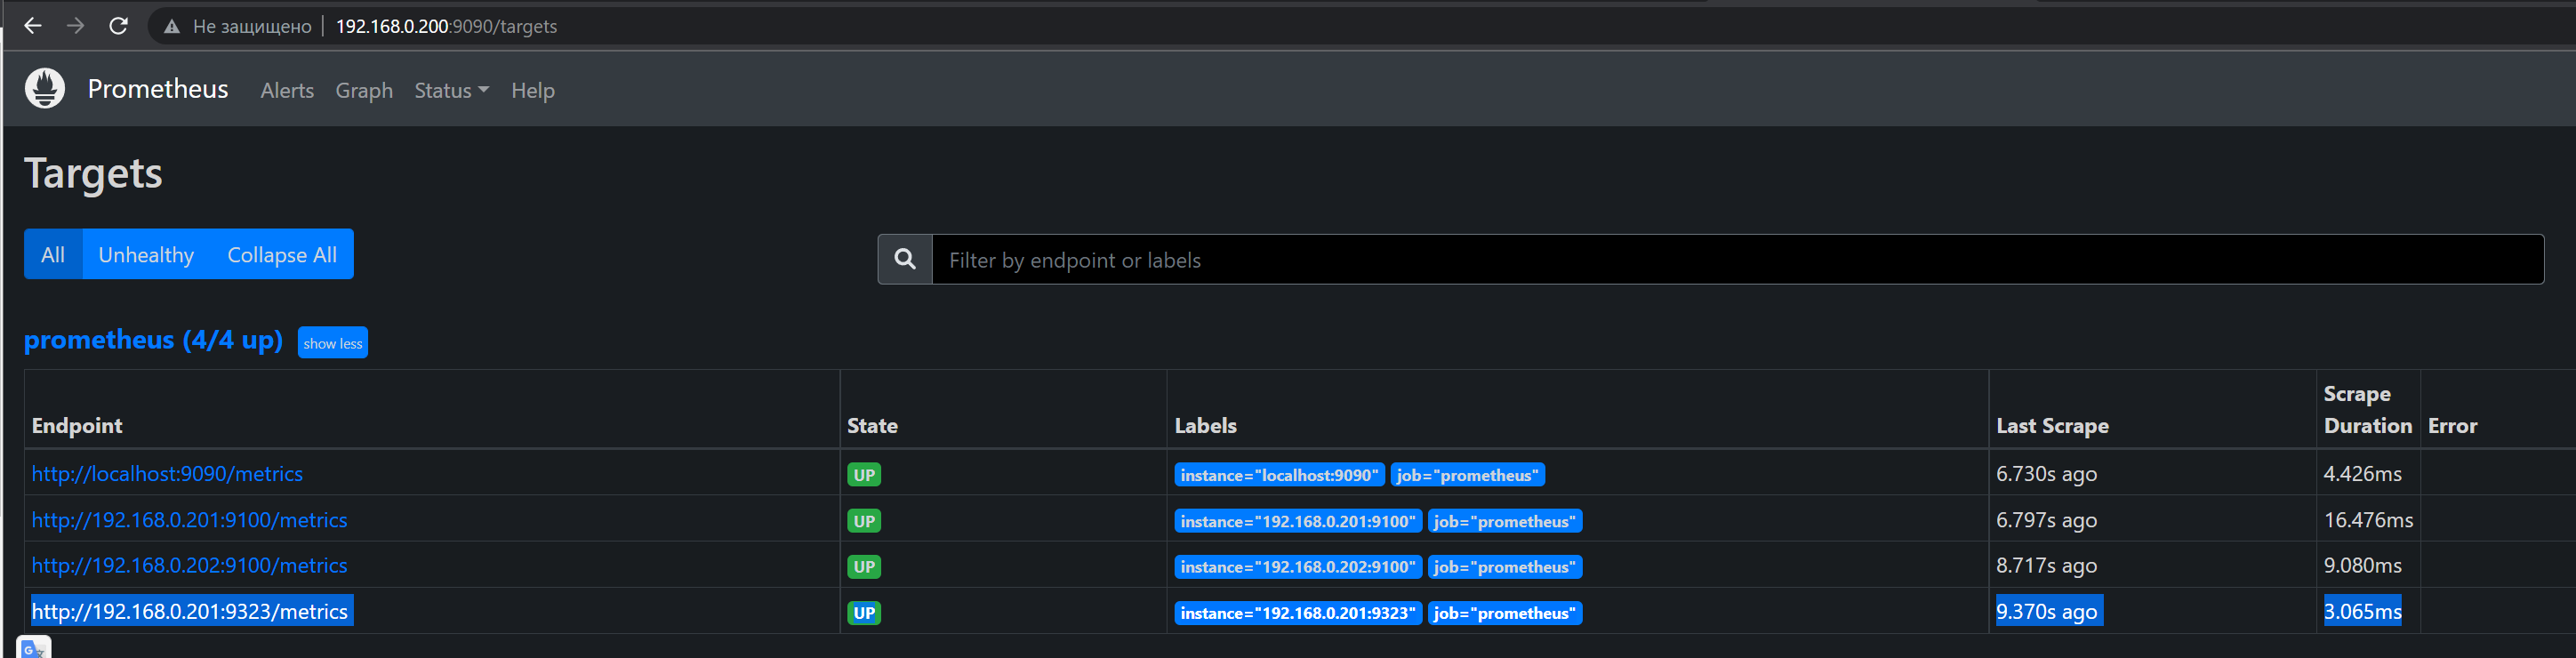 Не защищено | 192.168.0.200:9090/targets
Prometheus Alerts Graph Status Help
Targets
All Unhealthy Collapse All
Filter by endpoint or labels
prometheus (4/4 up) show less
Endpoint State Labels Last Scrape Scrape Duration Error
http://localhost:9090/metrics UP instance="localhost:9090" job="prometheus" 6.730s ago 4.426ms
http://192.168.0.201:9100/metrics UP instance="192.168.0.201:9100" job="prometheus" 6.797s ago 16.476ms
http://192.168.0.202:9100/metrics UP instance="192.168.0.202:9100" job="prometheus" 8.717s ago 9.080ms
http://192.168.0.201:9323/metrics UP instance="192.168.0.201:9323" job="prometheus" 9.370s ago 3.065ms
G